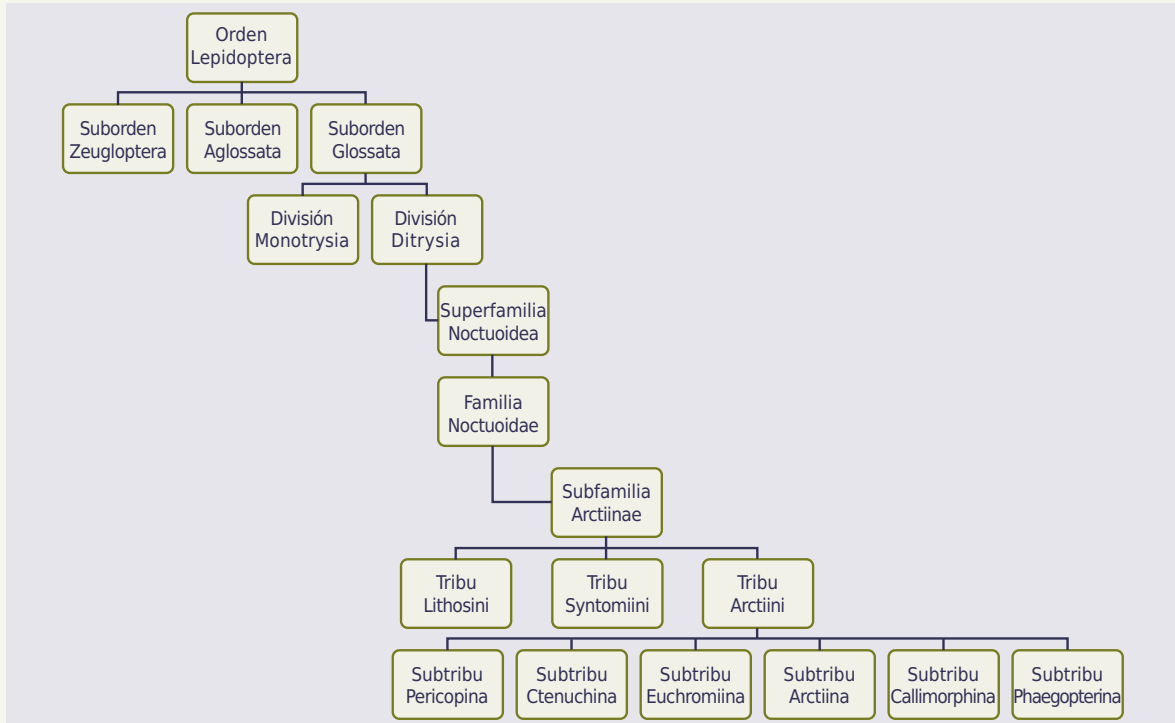 Orden
Lepidoptera
Suborden
Zeugloptera
Suborden
Aglossata
Suborden
Glossata
División
Monotrysia
División
Ditrysia
Superfamilia
Noctuoidea
Familia
Noctuoidae
Subfamilia
Arctiinae
Tribu
Lithosini
Tribu
Syntomiini
Tribu
Arctiini
Subtribu
Pericopina
Subtribu
Ctenuchina
Subtribu
Euchromiina
Subtribu
Arctiina
Subtribu
Callimorphina
Subtribu
Phaegopterina